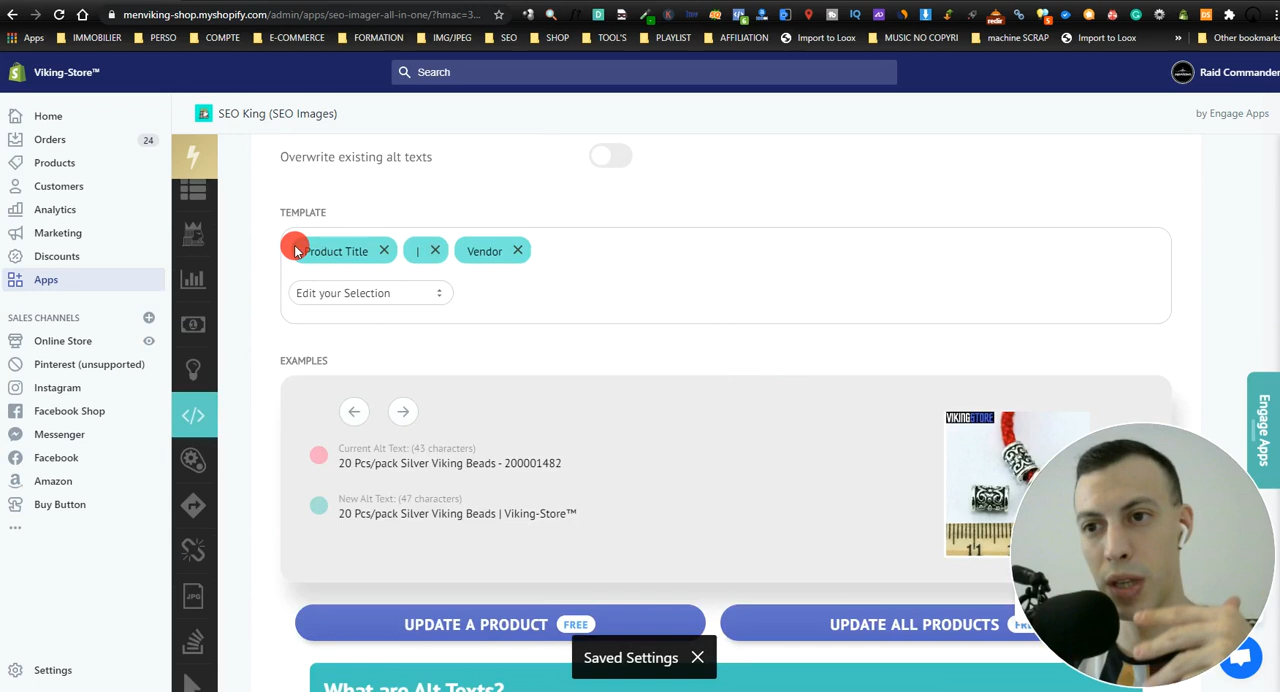 menviking-shop.myshopify.com/admin/apps/seo-imager-all-in-one/?hmac=3...
Apps IMMOBILIER PERSO COMPTE E-COMMERCE FORMATION IMG/JPEG SEO SHOP TOOL'S PLAYLIST AFFILIATION Import to Loox MUSIC NO COPYRI machine SCRAP Import to Loox » Other bookmarks
Viking-Store™
Search
Raid Commander
SEO King (SEO Images)
by Engage Apps
Home
Orders 24
Products
Customers
Analytics
Marketing
Discounts
Apps
SALES CHANNELS
Online Store
Pinterest (unsupported)
Instagram
Facebook Shop
Messenger
Facebook
Amazon
Buy Button
Settings
JPG
Overwrite existing alt texts
TEMPLATE
Product Title
|
Vendor
Edit your Selection
EXAMPLES
Current Alt Text: (43 characters)
20 Pcs/pack Silver Viking Beads - 200001482
New Alt Text: (47 characters)
20 Pcs/pack Silver Viking Beads | Viking-Store™
VIKINGSTORE
11
UPDATE A PRODUCT FREE
UPDATE ALL PRODUCTS
Saved Settings
What are Alt Texts?
Engage Apps